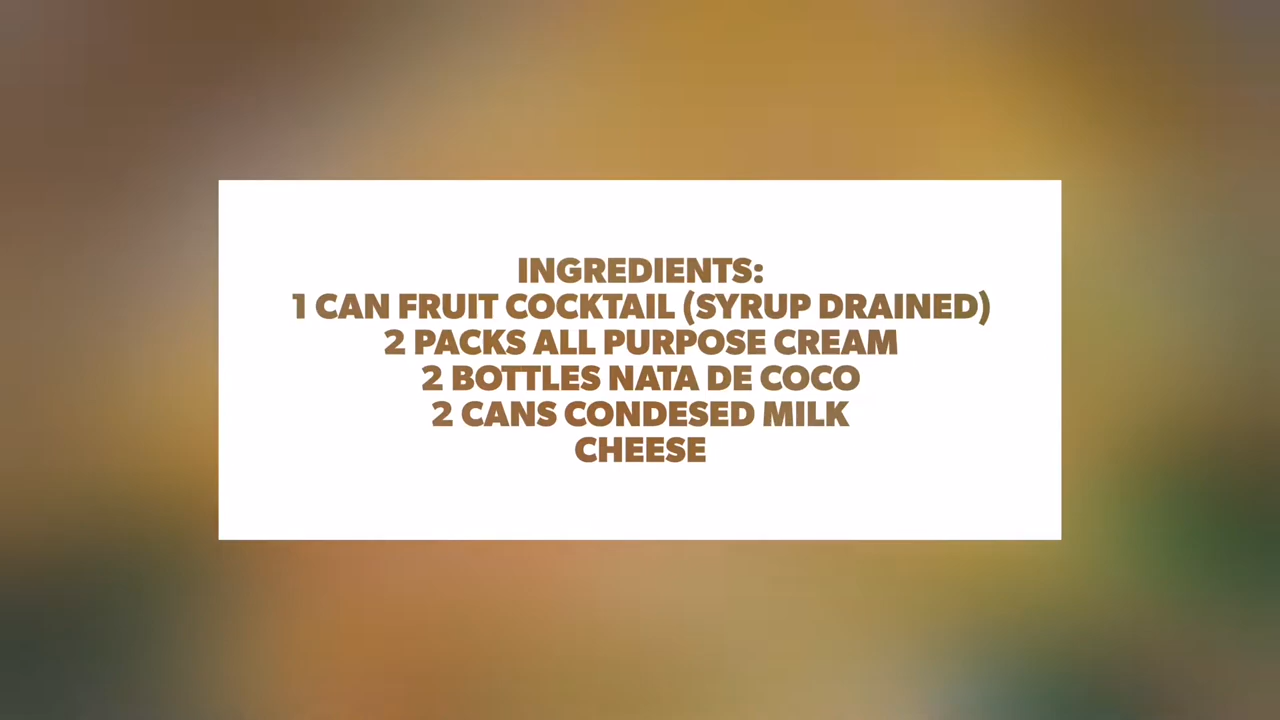 INGREDIENTS:
1 CAN FRUIT COCKTAIL (SYRUP DRAINED)
2 PACKS ALL PURPOSE CREAM
2 BOTTLES NATA DE COCO
2 CANS CONDESED MILK
CHEESE